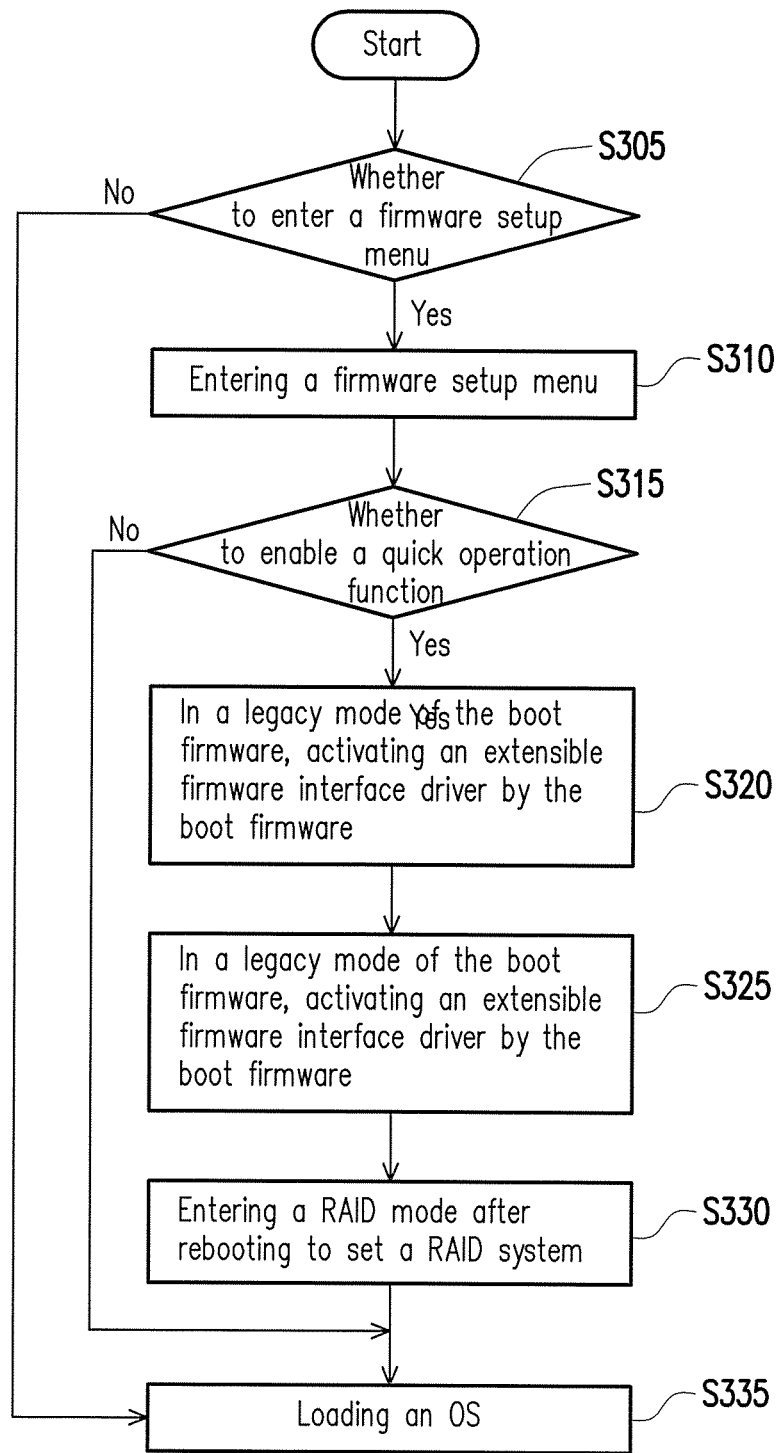 Start
S305
No
Whether
to enter a firmware setup
menu
Yes
S310
Entering a firmware setup menu
S315
No
Whether
to enable a quick operation
function
Yes
Yes
In a legacy mode of the boot
firmware, activating an extensible
firmware interface driver by the
boot firmware
S320
In a legacy mode of the boot
firmware, activating an extensible
firmware interface driver by the
boot firmware
S325
Entering a RAID mode after
rebooting to set a RAID system
S330
Loading an OS
S335